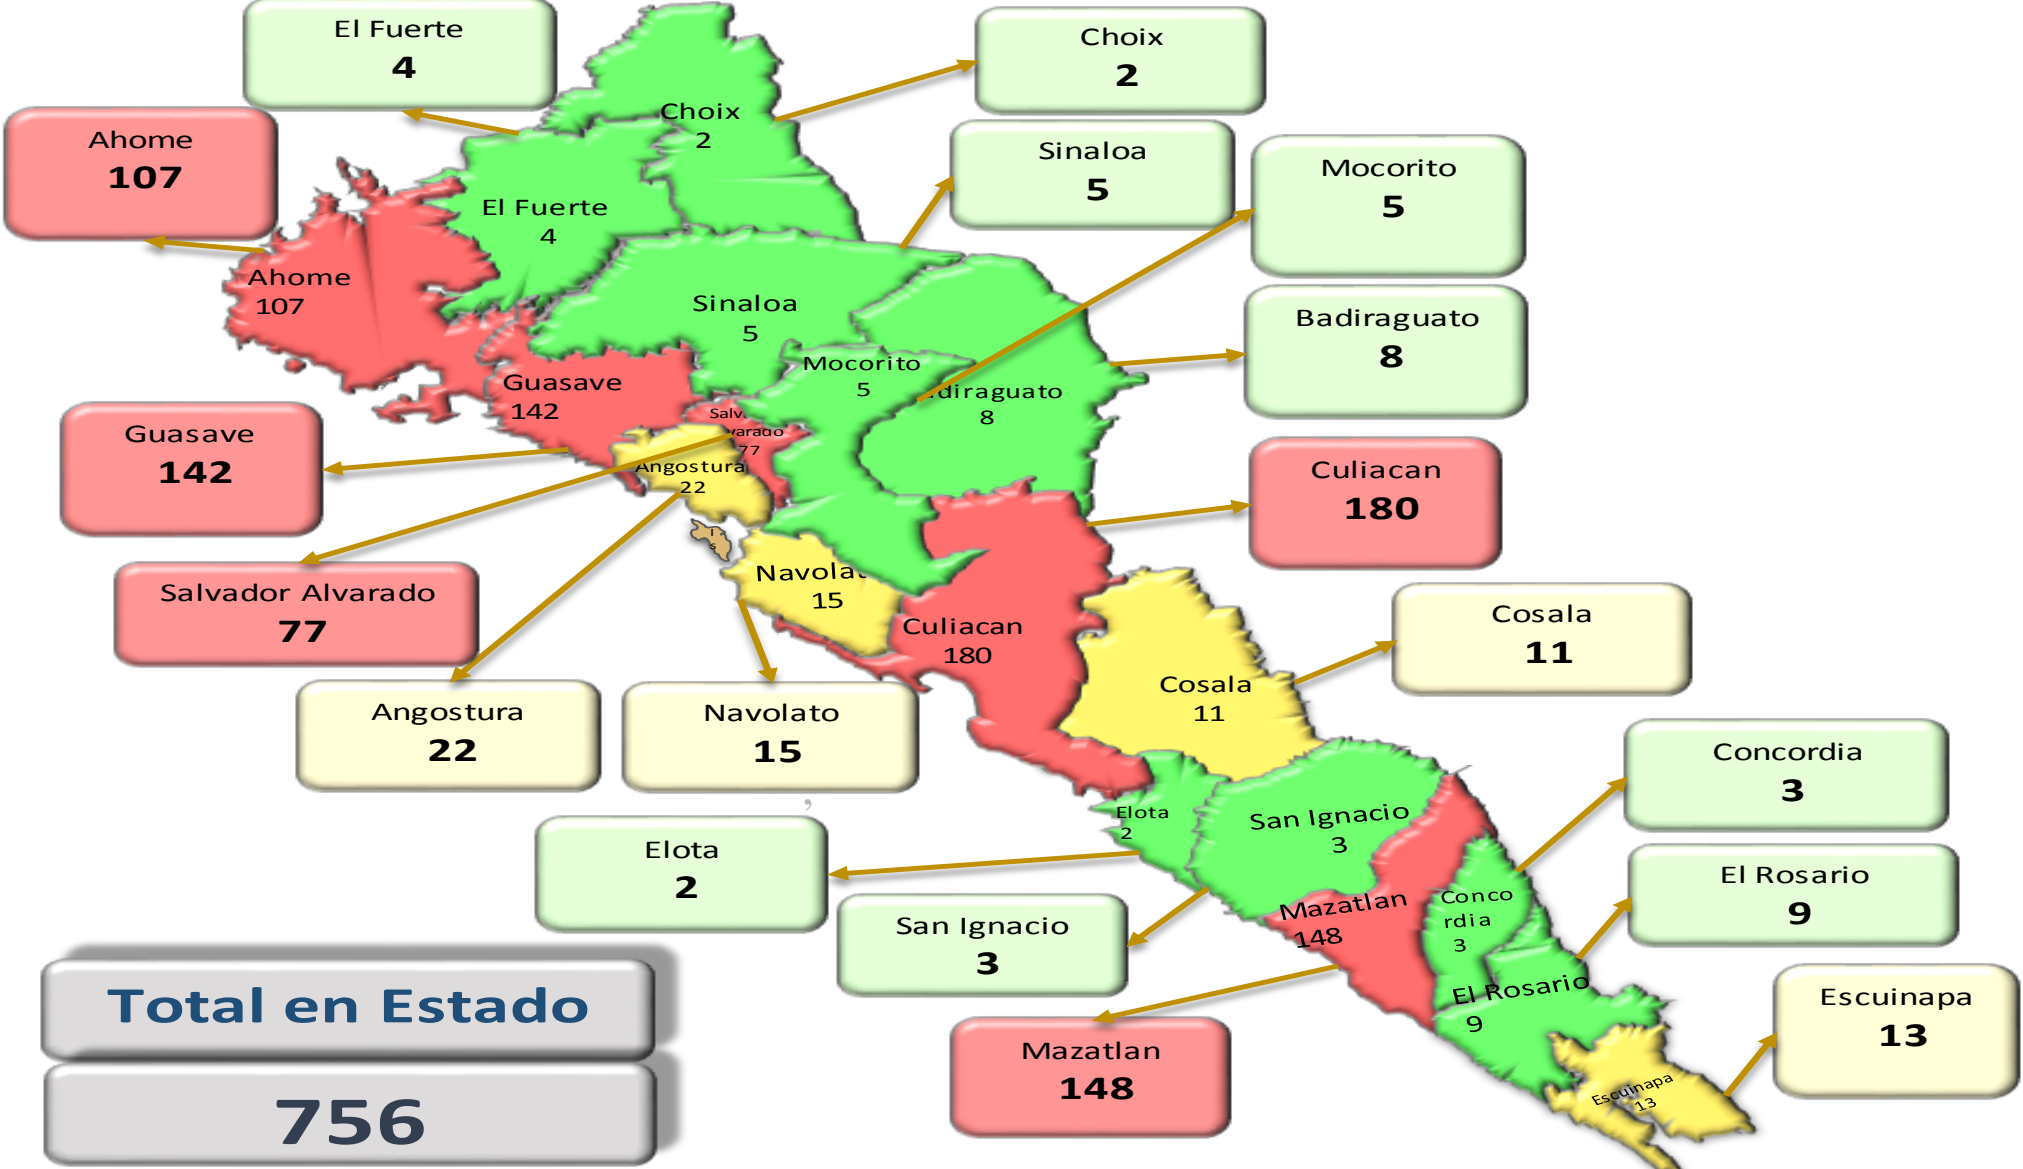 El Fuerte
4
Choix
2
Ahome
107
Sinaloa
5
Mocorito
5
Badiraguato
8
Guasave
142
Culiacan
180
Salvador Alvarado
77
Cosala
11
Angostura
22
Navolato
15
Concordia
3
Elota
2
El Rosario
9
San Ignacio
3
Escuinapa
13
Mazatlan
148
Choix
2
El Fuerte
4
Ahome
107
Sinaloa
5
Mocorito
5
diraguato
8
Guasave
142
Salv
varado
77
Angostura
22
Navolat
15
Culiacan
180
Cosala
11
Elota
2
San Ignacio
3
Mazatlan
148
Conco
rdia
3
El Rosario
9
Escuinapa
13
,
Total en Estado
756